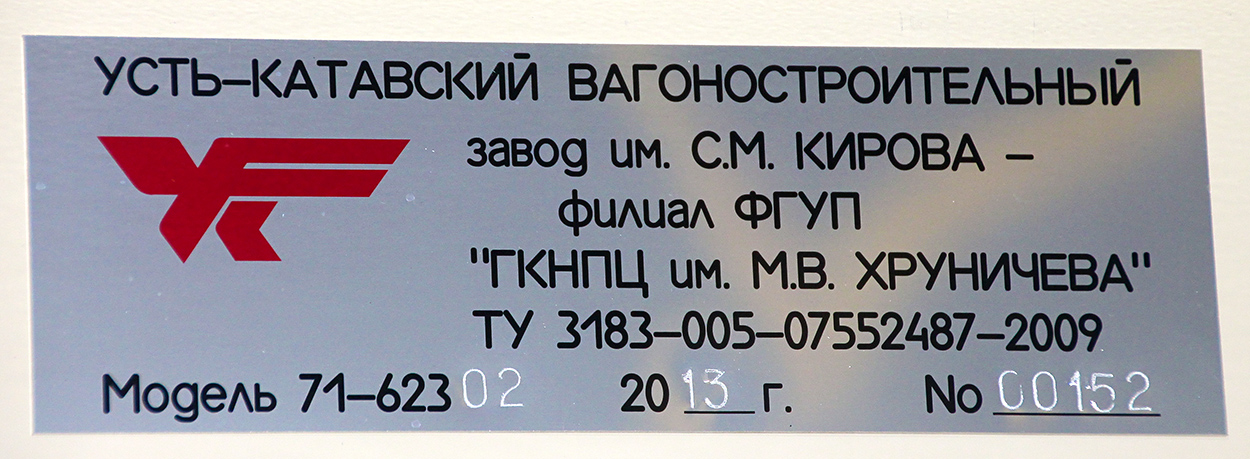 УСТЬ-КАТАВСКИЙ ВАГОНОСТРОИТЕЛЬНЫЙ
завод им. С.М. КИРОВА –
филиал ФГУП
"ГКНПЦ им. М.В. ХРУНИЧЕВА"
ТУ 3183-005-07552487-2009
Модель 71-62302 2013 г. No 00152